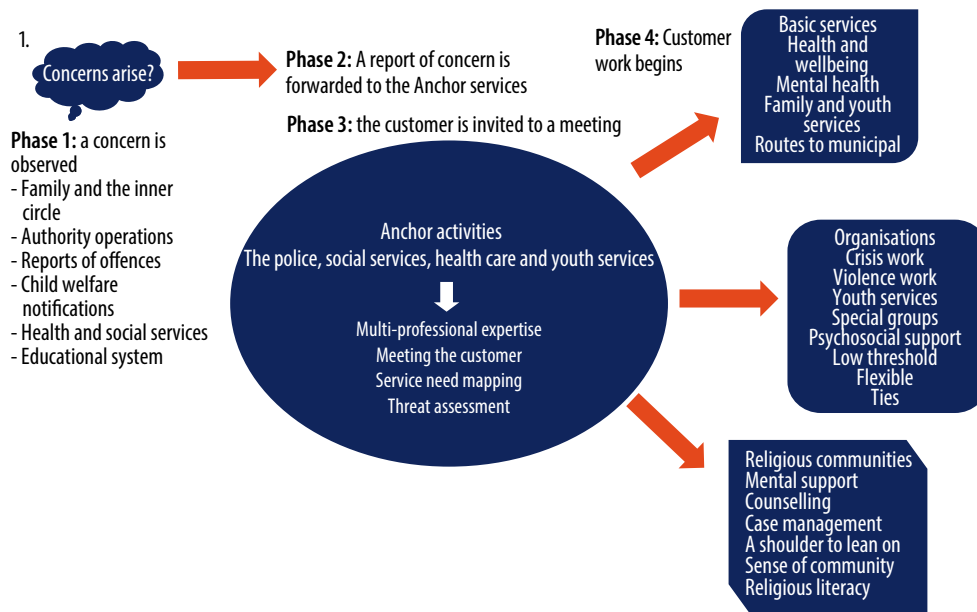 1.
Concerns arise?
Phase 1: a concern is
observed
- Family and the inner
circle
- Authority operations
- Reports of offences
- Child welfare
notifications
- Health and social services
- Educational system
Phase 2: A report of concern is
forwarded to the Anchor services
Phase 3: the customer is invited to a meeting
Anchor activities
The police, social services, health care and youth services
Multi-professional expertise
Meeting the customer
Service need mapping
Threat assessment
Phase 4: Customer
work begins
Basic services
Health and
wellbeing
Mental health
Family and youth
services
Routes to municipal
Organisations
Crisis work
Violence work
Youth services
Special groups
Psychosocial support
Low threshold
Flexible
Ties
Religious communities
Mental support
Counselling
Case management
A shoulder to lean on
Sense of community
Religious literacy